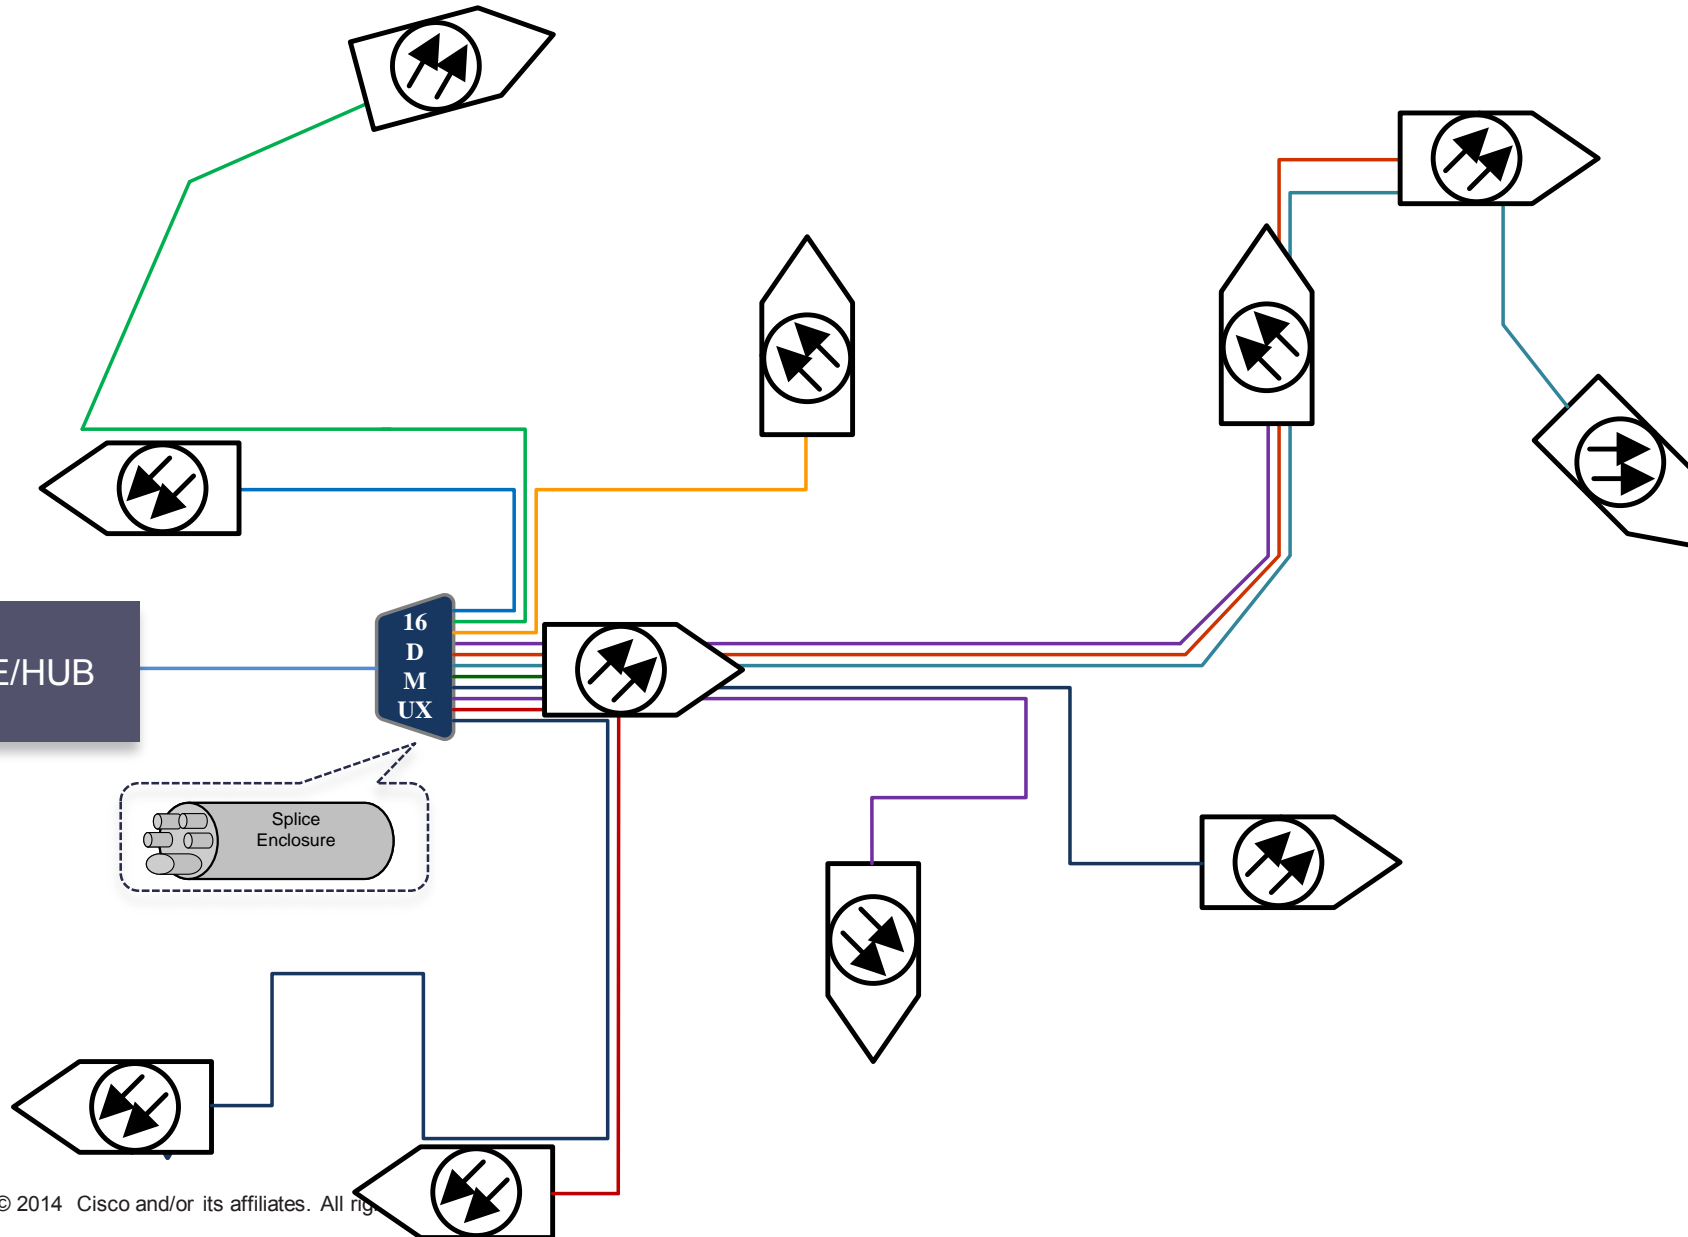 E/HUB
16
D
M
UX
Splice
Enclosure
© 2014 Cisco and/or its affiliates. All